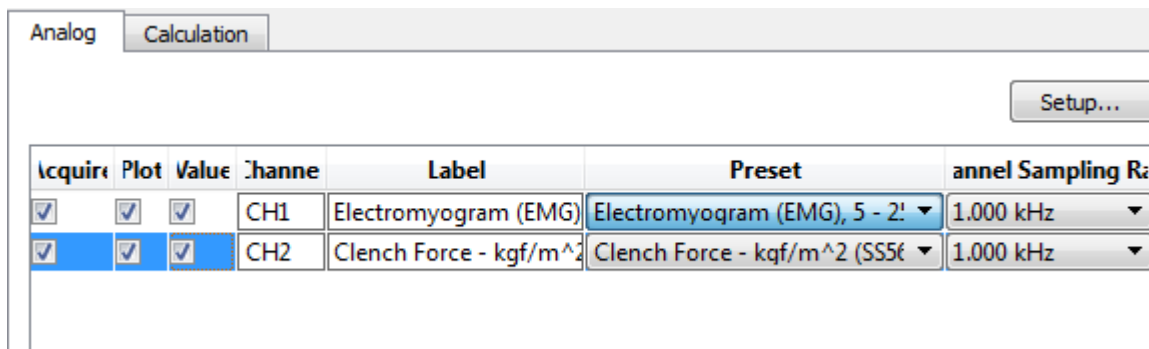 Analog Calculation
Setup...
Acquire Plot Value Channe Label Preset annel Sampling Ra
CH1 Electromyogram (EMG) Electromyogram (EMG), 5 - 2! 1.000 kHz
CH2 Clench Force - kgf/m^2 Clench Force - kgf/m^2 (SS56 1.000 kHz